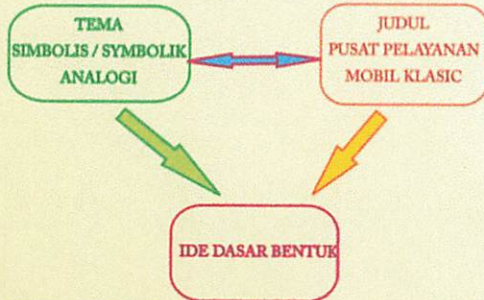 TEMA
SIMBOLIS / SYMBOLIK
ANALOGI
JUDUL
PUSAT PELAYANAN
MOBIL KLASIC
IDE DASAR BENTUK